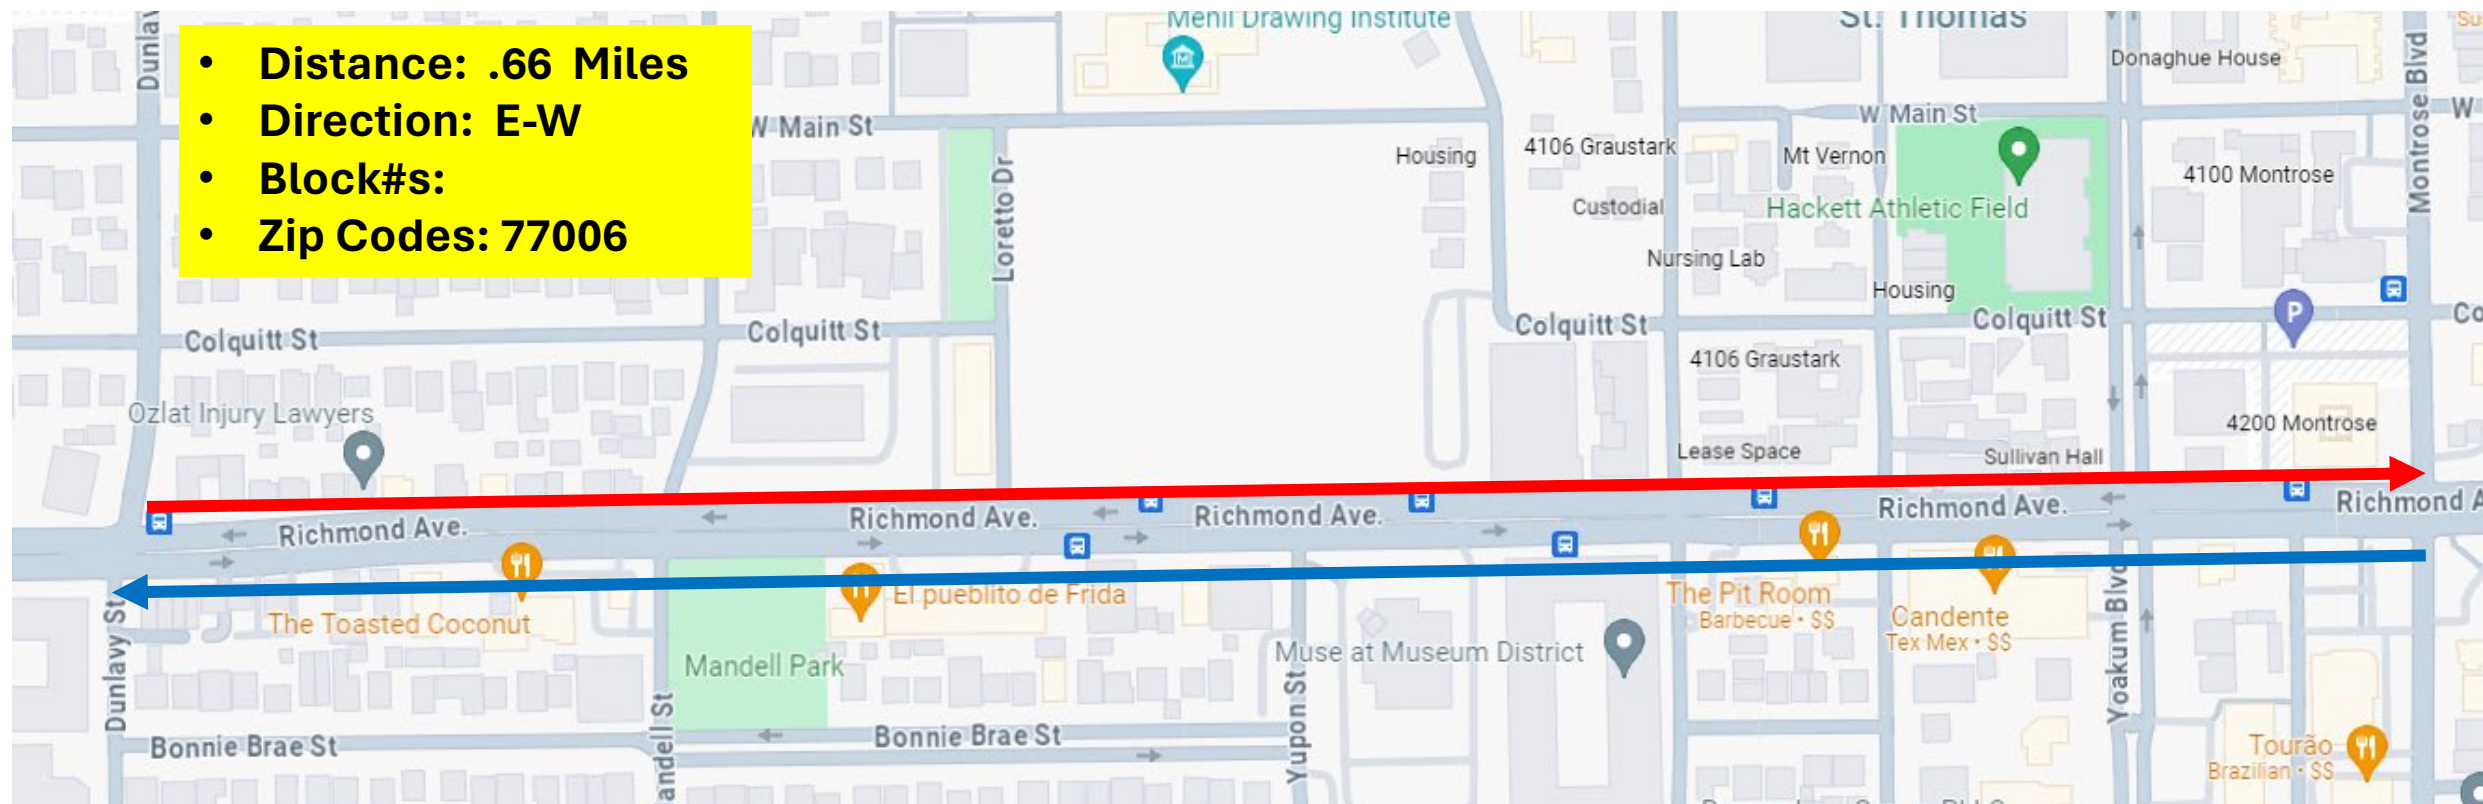 • Distance: .66 Miles
• Direction: E-W
• Block#s:
• Zip Codes: 77006
Menil Drawing Institute
St. Thomas
Donaghue House
Montrose Blvd
W Main St
W Main St
W
Housing
4106 Graustark
Mt Vernon
4100 Montrose
Custodial
Hackett Athletic Field
Loretto Dr
Nursing Lab
Housing
Colquitt St
Colquitt St
Colquitt St
Colquitt St
P
4106 Graustark
Ozlat Injury Lawyers
4200 Montrose
Lease Space
Sullivan Hall
Richmond Ave.
Richmond Ave.
Richmond Ave.
Richmond Ave.
Richmond A
El pueblito de Frida
The Toasted Coconut
The Pit Room
Barbecue • $$
Candente
Tex Mex • $$
Dunlavy St
Mandell Park
Muse at Museum District
Yupon St
Yoakum Blvd
andell St
Bonnie Brae St
Bonnie Brae St
Tourão
Brazilian • $$